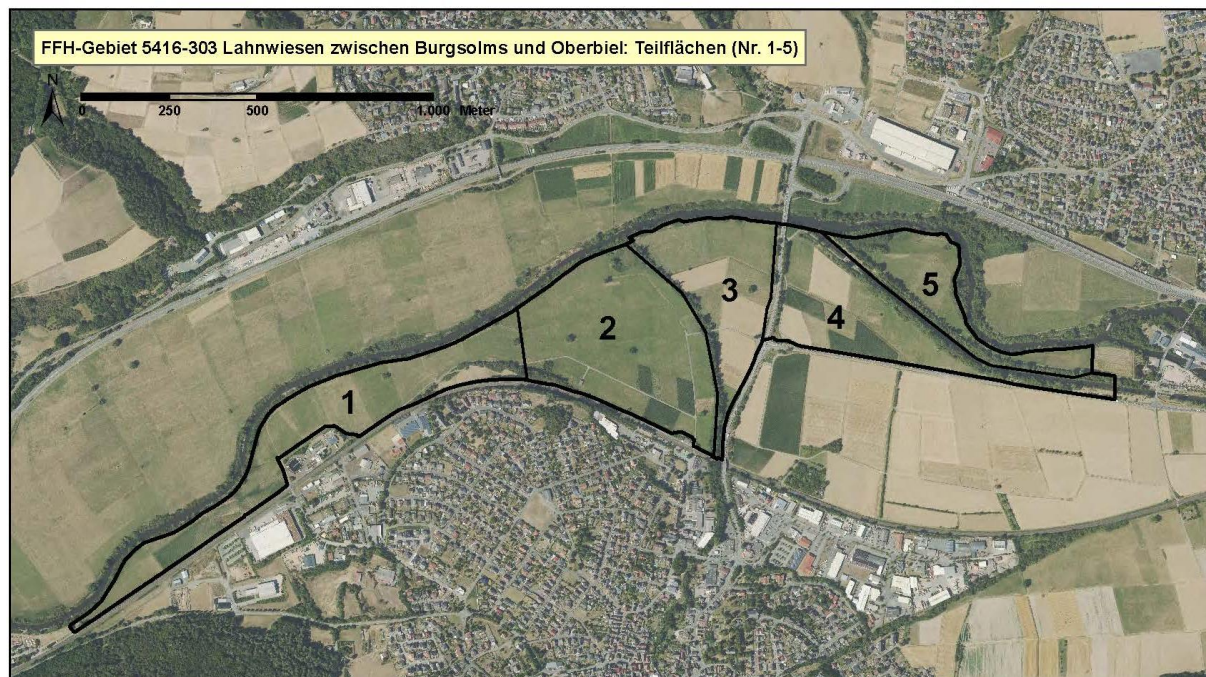 FFH-Gebiet 5416-303 Lahnwiesen zwischen Burgsolms und Oberbiel: Teilflächen (Nr. 1-5)
N
0 250 500 1.000 Meter
1
2
3
4
5